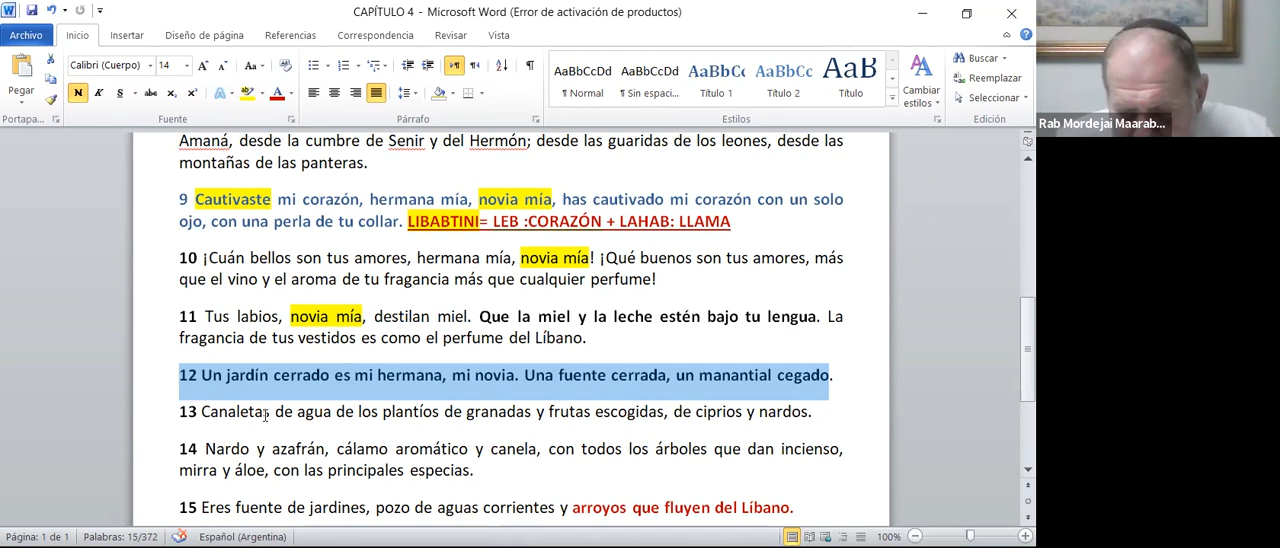 CAPÍTULO 4 - Microsoft Word (Error de activación de productos)
Archivo Inicio Insertar Diseño de página Referencias Correspondencia Revisar Vista
Calibri (Cuerpo) 14 Aa
Pegar
N K S abc x₂ x² A
AaBbCcDd AaBbCcDd AaBbCc AaBbCc AaB
¶ Normal ¶ Sin espaci... Título 1 Título 2 Título
Cambiar estilos
Buscar
Reemplazar
Seleccionar
Portapa... Fuente Párrafo Estilos Edición
Rab Mordejai Maarab...
Amaná, desde la cumbre de Senir y del Hermón; desde las guaridas de los leones, desde las
montañas de las panteras.
9 Cautivaste mi corazón, hermana mía, novia mía, has cautivado mi corazón con un solo
ojo, con una perla de tu collar. LIBABTINI= LEB :CORAZÓN + LAHAB: LLAMA
10 ¡Cuán bellos son tus amores, hermana mía, novia mía! ¡Qué buenos son tus amores, más
que el vino y el aroma de tu fragancia más que cualquier perfume!
11 Tus labios, novia mía, destilan miel. Que la miel y la leche estén bajo tu lengua. La
fragancia de tus vestidos es como el perfume del Líbano.
12 Un jardín cerrado es mi hermana, mi novia. Una fuente cerrada, un manantial cegado.
13 Canaletas de agua de los plantíos de granadas y frutas escogidas, de ciprios y nardos.
14 Nardo y azafrán, cálamo aromático y canela, con todos los árboles que dan incienso,
mirra y áloe, con las principales especias.
15 Eres fuente de jardines, pozo de aguas corrientes y arroyos que fluyen del Líbano.
Página: 1 de 1 Palabras: 15/372 Español (Argentina) 100%